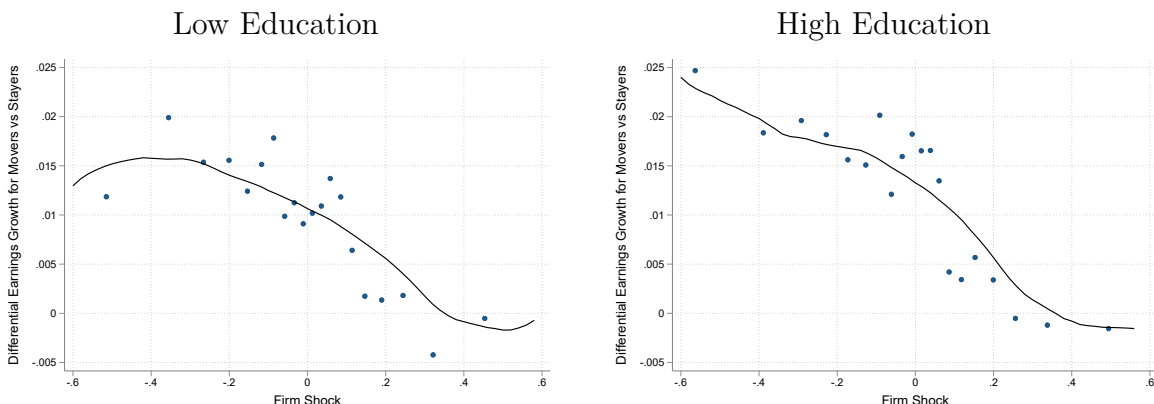 Low Education
Differential Earnings Growth for Movers vs Stayers
.025
.02
.015
.01
.005
0
-.005
-.6 -.4 -.2 0 .2 .4 .6
Firm Shock
High Education
Differential Earnings Growth for Movers vs Stayers
.025
.02
.015
.01
.005
0
-.005
-.6 -.4 -.2 0 .2 .4 .6
Firm Shock